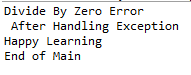 Divide By Zero Error
 After Handling Exception
Happy Learning
End of Main